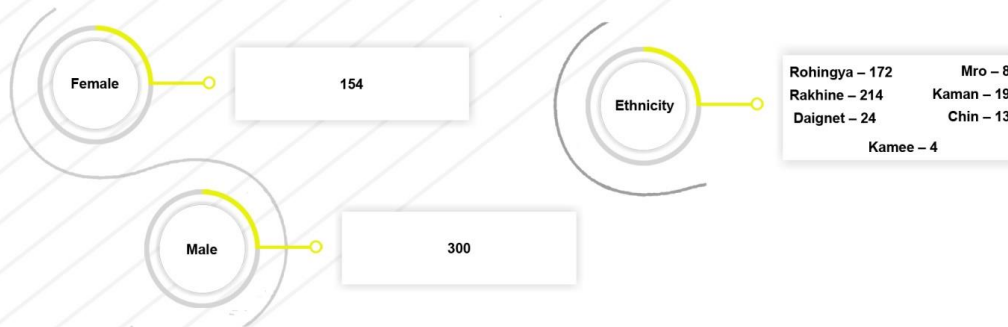 Female
154
Male
300
Ethnicity
Rohingya – 172 Mro – 8
Rakhine – 214 Kaman – 19
Daignet – 24 Chin – 13
Kamee – 4